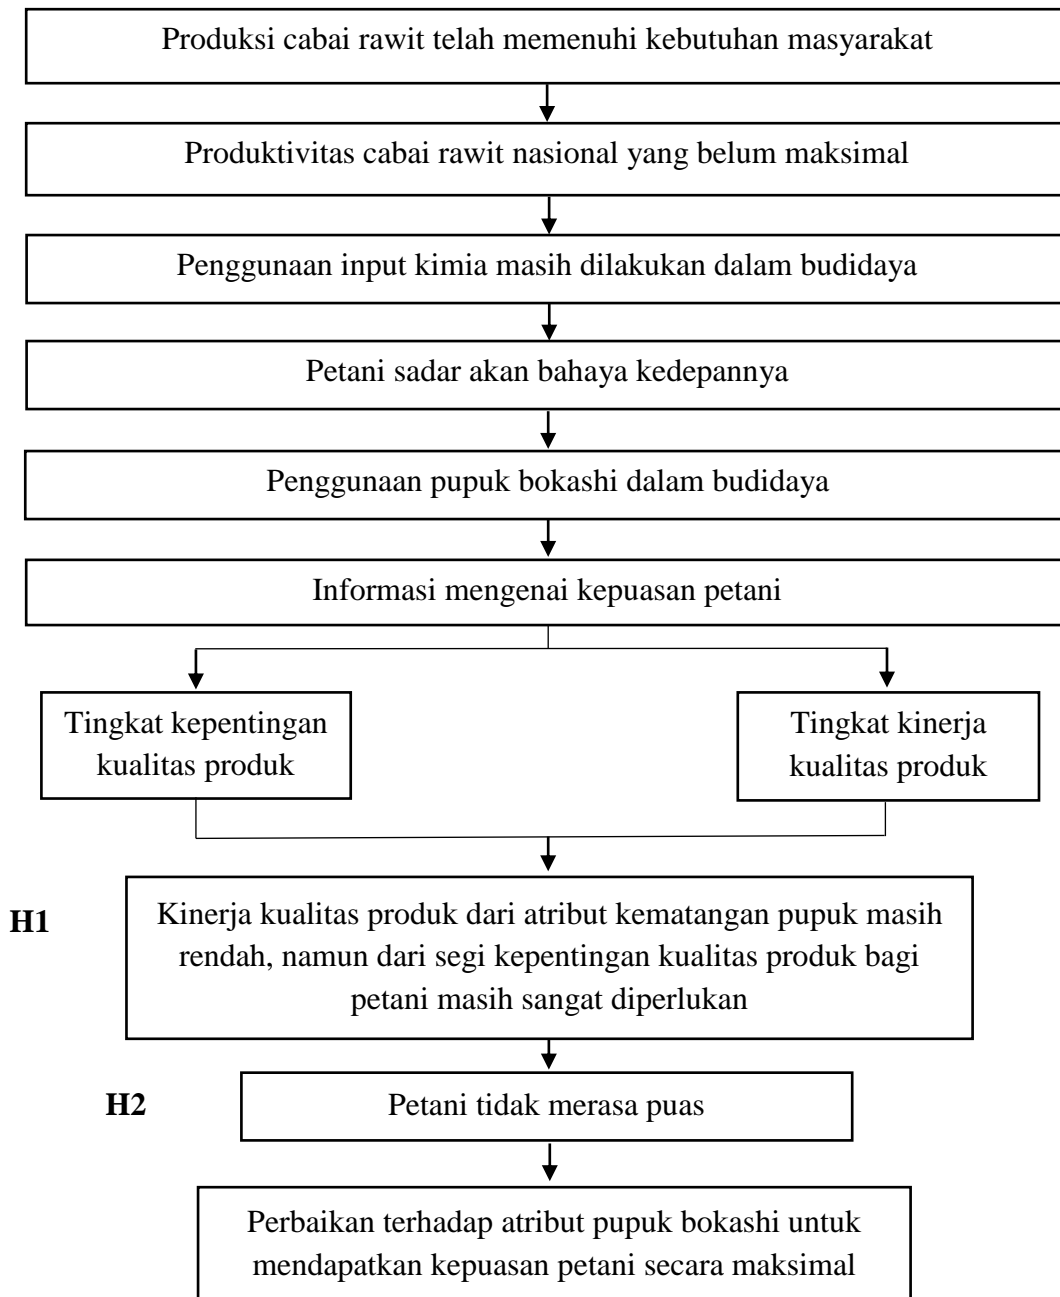 Produksi cabai rawit telah memenuhi kebutuhan masyarakat
Produktivitas cabai rawit nasional yang belum maksimal
Penggunaan input kimia masih dilakukan dalam budidaya
Petani sadar akan bahaya kedepannya
Penggunaan pupuk bokashi dalam budidaya
Informasi mengenai kepuasan petani
Tingkat kepentingan
kualitas produk
Tingkat kinerja
kualitas produk
H1
Kinerja kualitas produk dari atribut kematangan pupuk masih
rendah, namun dari segi kepentingan kualitas produk bagi
petani masih sangat diperlukan
H2
Petani tidak merasa puas
Perbaikan terhadap atribut pupuk bokashi untuk
mendapatkan kepuasan petani secara maksimal